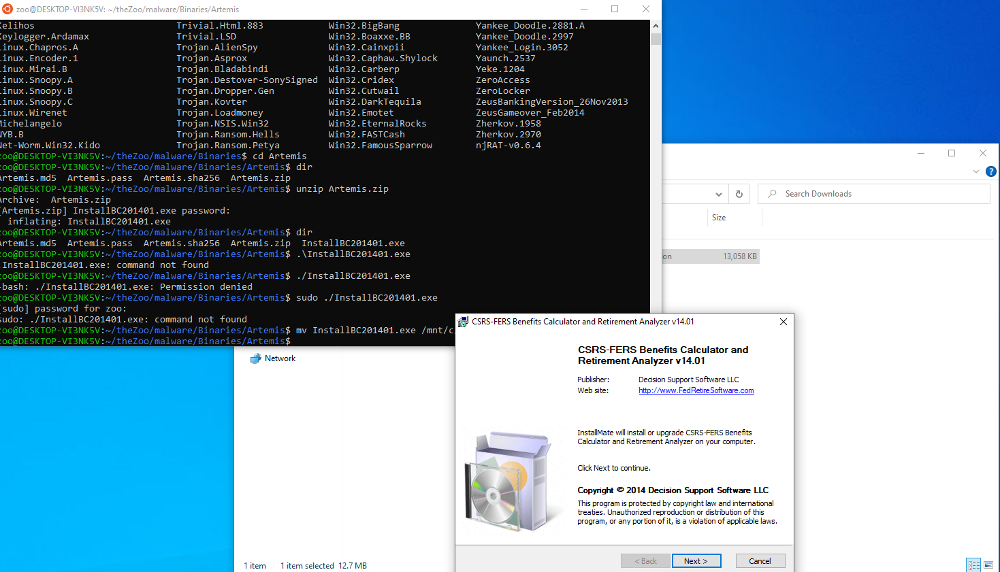 zoo@DESKTOP-VI3NK5V: ~/theZoo/malware/Binaries/Artemis
Kelihos Trivial.Html.883 Win32.BigBang Yankee_Doodle.2881.A
Keylogger.Ardamax Trivial.LSD Win32.Boaxxe.BB Yankee_Doodle.2997
Linux.Chapros.A Trojan.AlienSpy Win32.Cainxpii Yankee_Login.3052
Linux.Encoder.1 Trojan.Asprox Win32.Caphaw.Shylock Yaunch.2537
Linux.Mirai.B Trojan.Bladabindi Win32.Carberp Yeke.1204
Linux.Snoopy.A Trojan.Destover-SonySigned Win32.Cridex ZeroAccess
Linux.Snoopy.B Trojan.Dropper.Gen Win32.Cutwail ZeroLocker
Linux.Snoopy.C Trojan.Kovter Win32.DarkTequila ZeusBankingVersion_26Nov2013
Linux.Wirenet Trojan.Loadmoney Win32.Emotet ZeusGameover_Feb2014
Michelangelo Trojan.NSIS.Win32 Win32.EternalRocks Zherkov.1958
NYB.B Trojan.Ransom.Hells Win32.FASTCash Zherkov.2970
Net-Worm.Win32.Kido Trojan.Ransom.Petya Win32.FamousSparrow njRAT-v0.6.4
zoo@DESKTOP-VI3NK5V:~/theZoo/malware/Binaries$ cd Artemis
zoo@DESKTOP-VI3NK5V:~/theZoo/malware/Binaries/Artemis$ dir
Artemis.md5 Artemis.pass Artemis.sha256 Artemis.zip
zoo@DESKTOP-VI3NK5V:~/theZoo/malware/Binaries/Artemis$ unzip Artemis.zip
Archive: Artemis.zip
[Artemis.zip] InstallBC201401.exe password:
inflating: InstallBC201401.exe
zoo@DESKTOP-VI3NK5V:~/theZoo/malware/Binaries/Artemis$ dir
Artemis.md5 Artemis.pass Artemis.sha256 Artemis.zip InstallBC201401.exe
zoo@DESKTOP-VI3NK5V:~/theZoo/malware/Binaries/Artemis$ .\InstallBC201401.exe
.InstallBC201401.exe: command not found
zoo@DESKTOP-VI3NK5V:~/theZoo/malware/Binaries/Artemis$ ./InstallBC201401.exe
-bash: ./InstallBC201401.exe: Permission denied
zoo@DESKTOP-VI3NK5V:~/theZoo/malware/Binaries/Artemis$ sudo ./InstallBC201401.exe
[sudo] password for zoo:
sudo: ./InstallBC201401.exe: command not found
zoo@DESKTOP-VI3NK5V:~/theZoo/malware/Binaries/Artemis$ mv InstallBC201401.exe /mnt/c
zoo@DESKTOP-VI3NK5V:~/theZoo/malware/Binaries/Artemis$
Search Downloads
Size
on 13,058 KB
Network
1 item 1 item selected 12.7 MB
CSRS-FERS Benefits Calculator and Retirement Analyzer v14.01
CSRS-FERS Benefits Calculator and
Retirement Analyzer v14.01
Publisher: Decision Support Software LLC
Web site: http://www.FedRetireSoftware.com
InstallMate will install or upgrade CSRS-FERS Benefits
Calculator and Retirement Analyzer on your computer.
Click Next to continue.
Copyright © 2014 Decision Support Software LLC
This program is protected by copyright law and international
treaties. Unauthorized reproduction or distribution of this
program, or any portion of it, is a violation of applicable laws.
< Back Next > Cancel